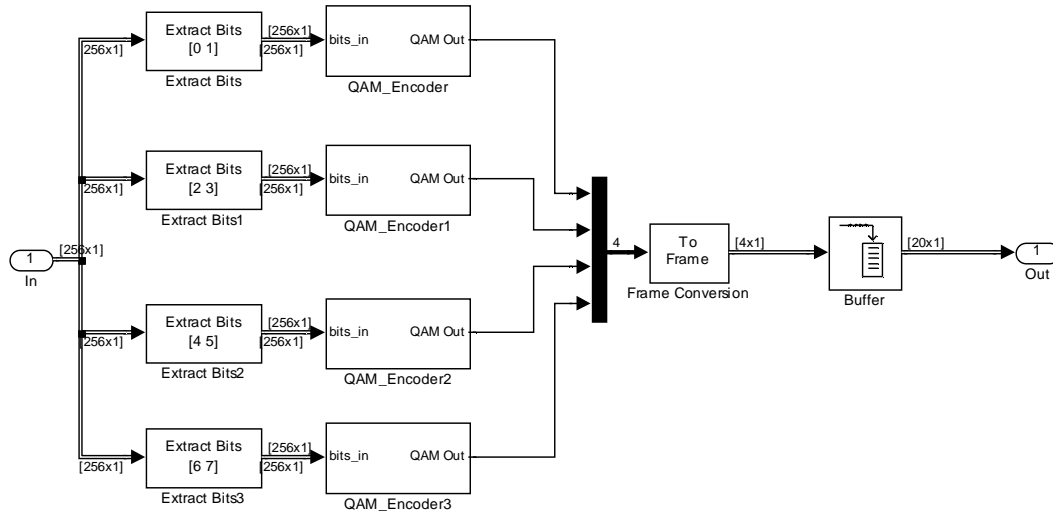 Extract Bits
[0 1]
Extract Bits
[256x1]
[256x1]
[256x1]
bits_in
QAM Out
QAM_Encoder
Extract Bits
[2 3]
Extract Bits1
[256x1]
[256x1]
[256x1]
bits_in
QAM Out
QAM_Encoder1
1
In
[256x1]
Extract Bits
[4 5]
Extract Bits2
[256x1]
[256x1]
[256x1]
bits_in
QAM Out
QAM_Encoder2
Extract Bits
[6 7]
Extract Bits3
[256x1]
[256x1]
[256x1]
bits_in
QAM Out
QAM_Encoder3
4
To
Frame
Frame Conversion
[4x1]
Buffer
[20x1]
1
Out